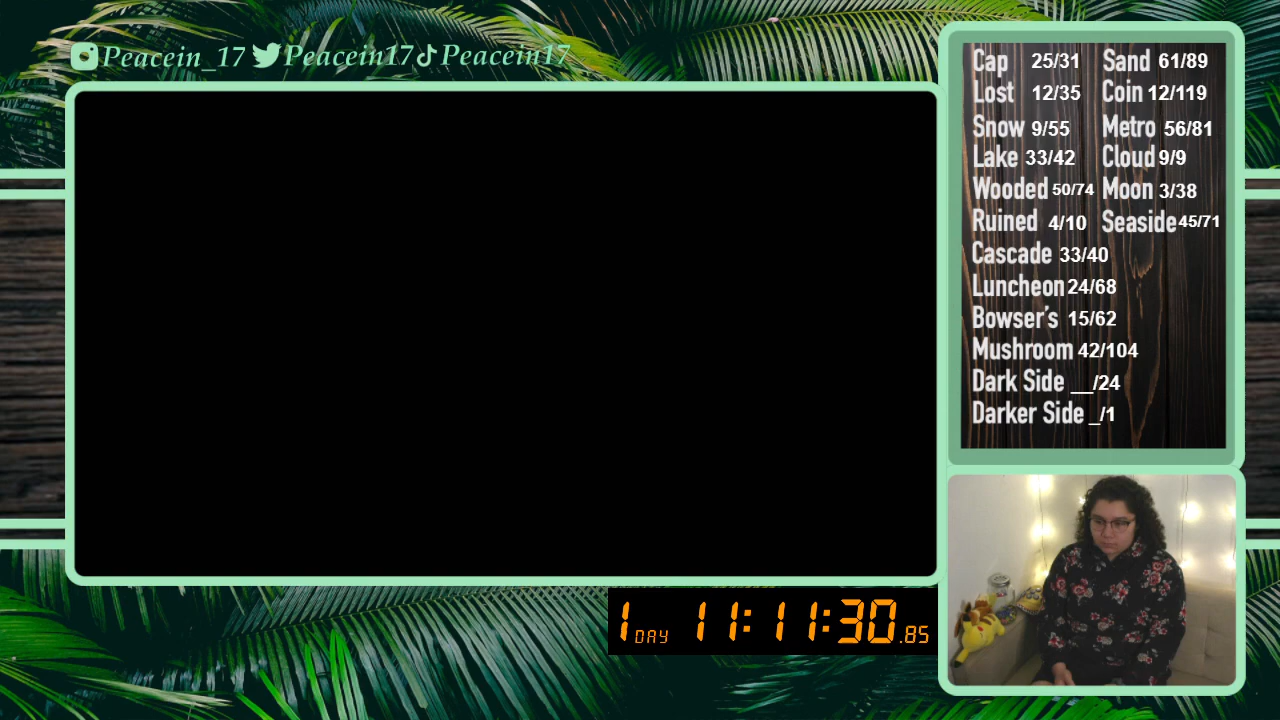 Peacein_17 Peacein17 Peacein17
Cap 25/31 Sand 61/89
Lost 12/35 Coin 12/119
Snow 9/55 Metro 56/81
Lake 33/42 Cloud 9/9
Wooded 50/74 Moon 3/38
Ruined 4/10 Seaside 45/71
Cascade 33/40
Luncheon 24/68
Bowser's 15/62
Mushroom 42/104
Dark Side __/24
Darker Side _/1
1 DAY 11:11:30.85